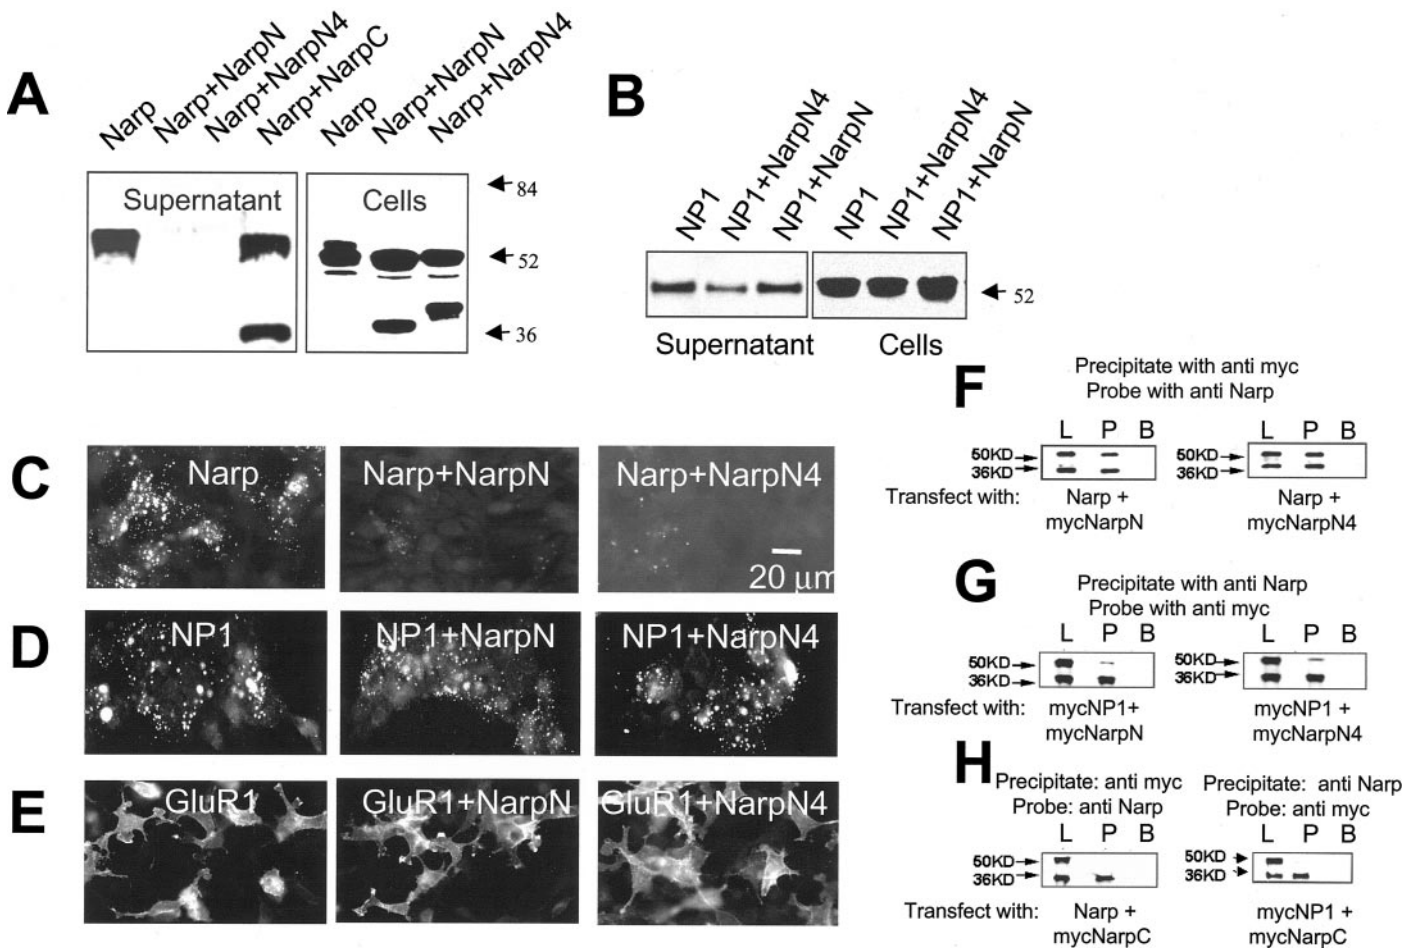 A
Narp
Narp+NarpN
Narp+NarpN4
Narp+NarpC
Narp
Narp+NarpN
Narp+NarpN4
Supernatant
Cells
84
52
36
B
NP1
NP1+NarpN4
NP1+NarpN
NP1
NP1+NarpN4
NP1+NarpN
52
Supernatant
Cells
C
Narp
Narp+NarpN
Narp+NarpN4
20 μm
D
NP1
NP1+NarpN
NP1+NarpN4
E
GluR1
GluR1+NarpN
GluR1+NarpN4
F
Precipitate with anti myc
Probe with anti Narp
L P B
L P B
50KD
36KD
50KD
36KD
Transfect with:
Narp +
mycNarpN
Narp +
mycNarpN4
G
Precipitate with anti Narp
Probe with anti myc
L P B
L P B
50KD
36KD
50KD
36KD
Transfect with:
mycNP1+
mycNarpN
mycNP1 +
mycNarpN4
H
Precipitate: anti myc
Probe: anti Narp
Precipitate: anti Narp
Probe: anti myc
L P B
L P B
50KD
36KD
50KD
36KD
Transfect with:
Narp +
mycNarpC
mycNP1 +
mycNarpC